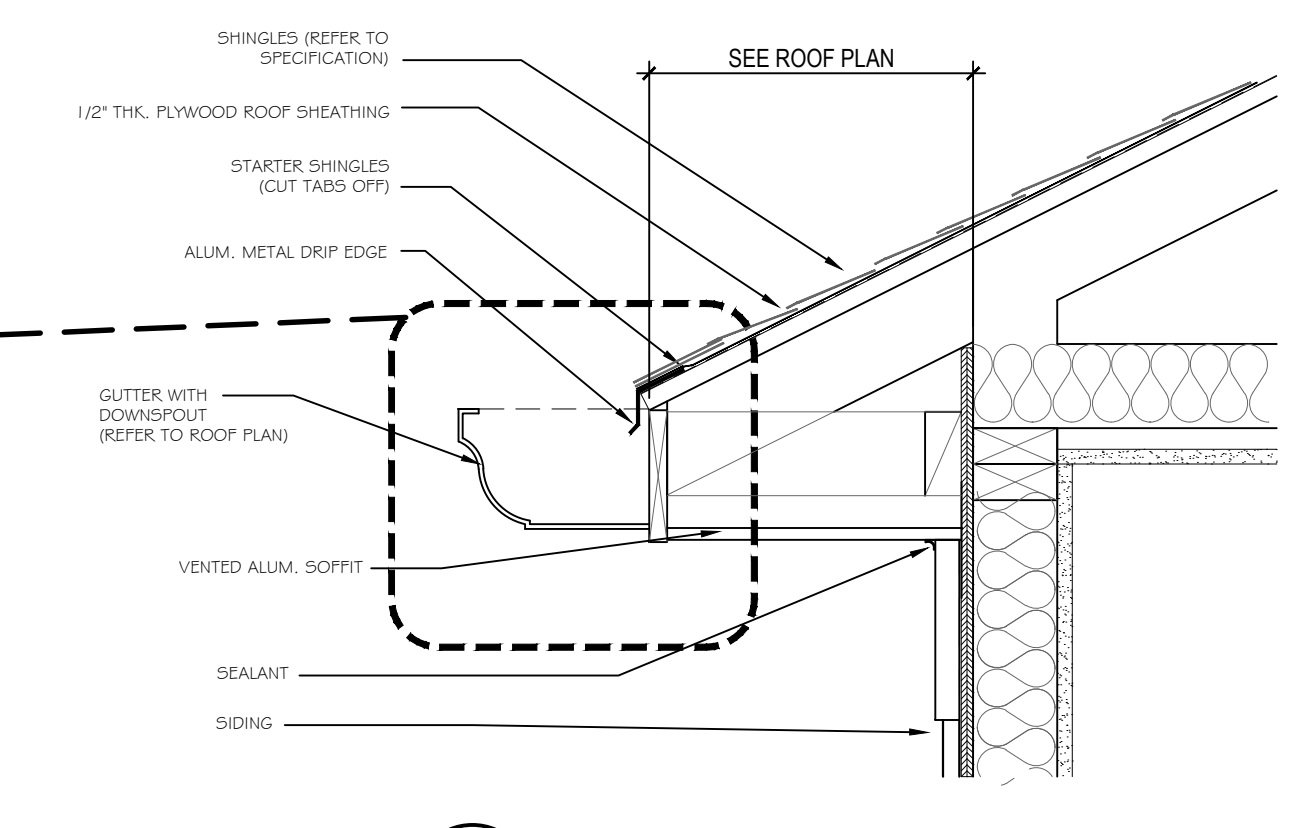 SHINGLES (REFER TO
SPECIFICATION)
SEE ROOF PLAN
1/2" THK. PLYWOOD ROOF SHEATHING
STARTER SHINGLES
(CUT TABS OFF)
ALUM. METAL DRIP EDGE
GUTTER WITH
DOWNSPOUT
(REFER TO ROOF PLAN)
VENTED ALUM. SOFFIT
SEALANT
SIDING